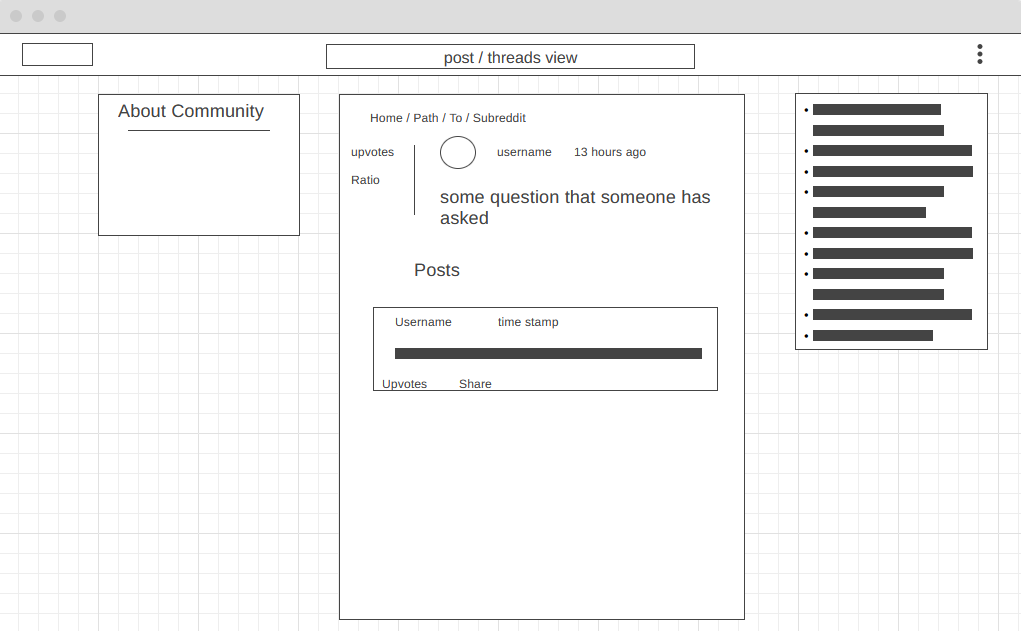 post / threads view
About Community
Home / Path / To / Subreddit
upvotes
Ratio
username 13 hours ago
some question that someone has
asked
Posts
Username time stamp
Upvotes Share